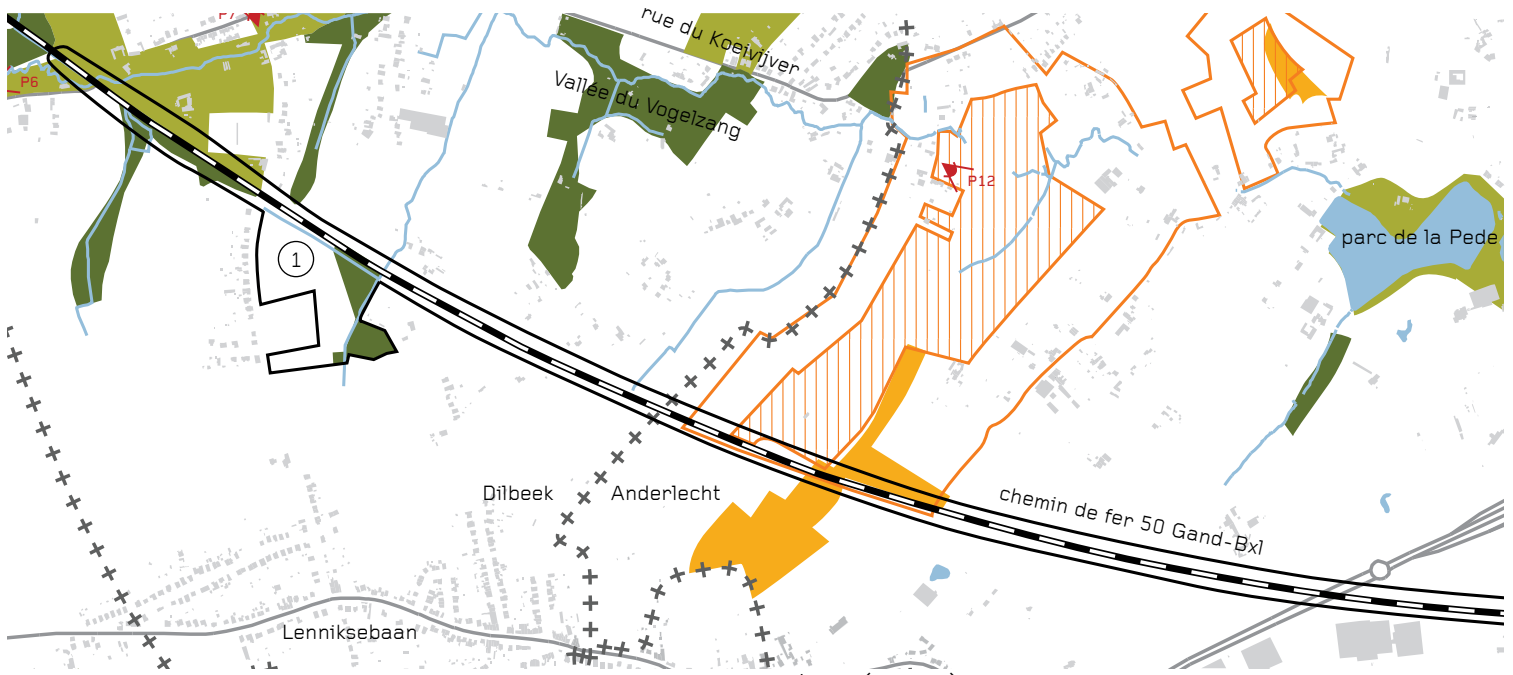 P7
rue du Koeivijver
P6
Vallée du Vogelzang
P12
parc de la Pede
1
Dilbeek
Anderlecht
chemin de fer 50 Gand-Bxl
Lenniksebaan